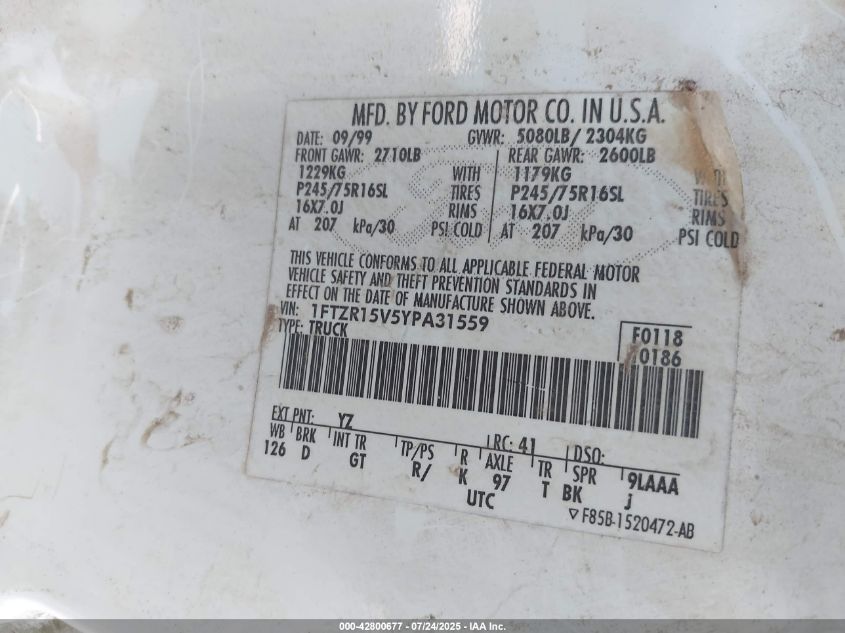 MFD. BY FORD MOTOR CO. IN U.S.A.
DATE: 09/99 GVWR: 5080LB/ 2304KG
FRONT GAWR: 2710LB REAR GAWR: 2600LB
1229KG WITH 1179KG WITH
P245/75R16SL TIRES P245/75R16SL TIRES
16X7.0J RIMS 16X7.0J RIMS
AT 207 kPa/30 PSI COLD AT 207 kPa/30 PSI COLD
THIS VEHICLE CONFORMS TO ALL APPLICABLE FEDERAL MOTOR
VEHICLE SAFETY AND THEFT PREVENTION STANDARDS IN
EFFECT ON THE DATE OF MANUFACTURE SHOWN ABOVE.
VIN: 1FTZR15V5YPA31559
TYPE: TRUCK
F0118
T0186
EXT PNT: YZ RC: 41 DSO:
WB BRK INT TR TP/PS R AXLE TR SPR 9LAAA
126 D GT R/ K 97 T BK J
UTC
▽ F85B-1520472-AB
000-42800677 - 07/24/2025 - IAA Inc.